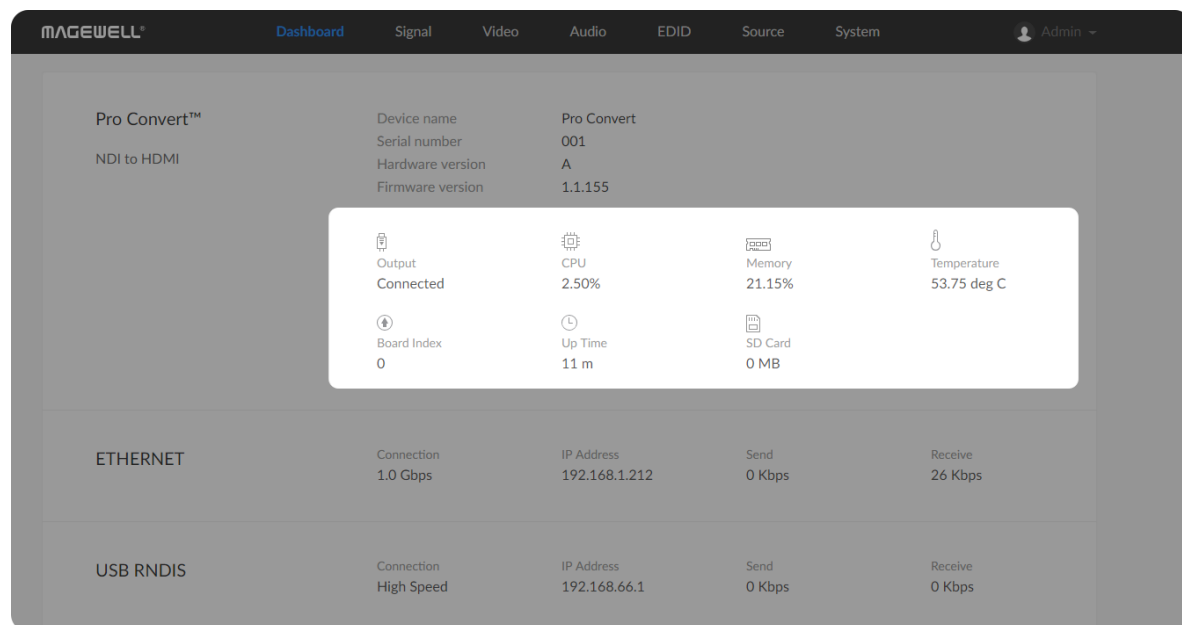 MAGEWELL® Dashboard Signal Video Audio EDID Source System Admin
Pro Convert™
NDI to HDMI
Device name Pro Convert
Serial number 001
Hardware version A
Firmware version 1.1.155
Output CPU Memory Temperature
Connected 2.50% 21.15% 53.75 deg C
Board Index Up Time SD Card
0 11 m 0 MB
ETHERNET
Connection IP Address Send Receive
1.0 Gbps 192.168.1.212 0 Kbps 26 Kbps
USB RNDIS
Connection IP Address Send Receive
High Speed 192.168.66.1 0 Kbps 0 Kbps